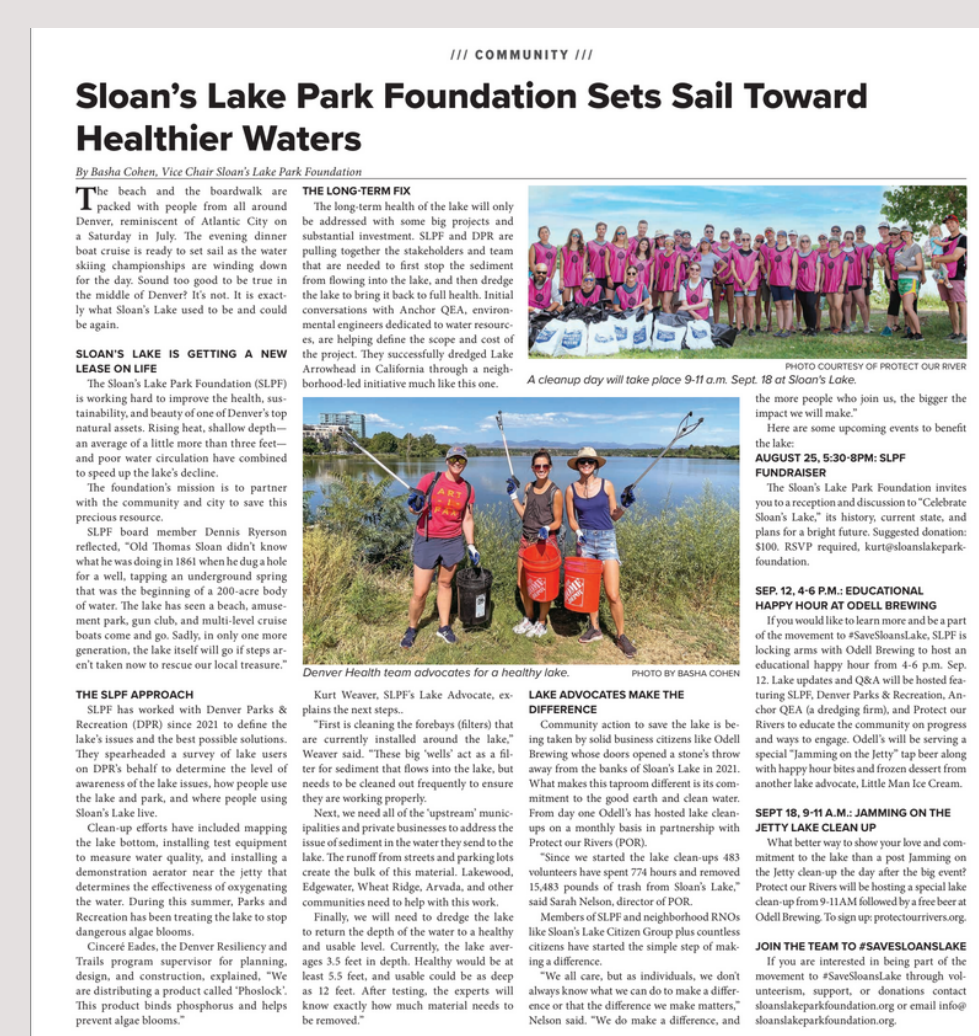 /// COMMUNITY ///
Sloan's Lake Park Foundation Sets Sail Toward
Healthier Waters
By Basha Cohen, Vice Chair Sloan's Lake Park Foundation
The beach and the boardwalk are
packed with people from all around
Denver, reminiscent of Atlantic City on
a Saturday in July. The evening dinner
boat cruise is ready to set sail as the water
skiing championships are winding down
for the day. Sound too good to be true in
the middle of Denver? It's not. It is exact-
ly what Sloan's Lake used to be and could
be again.
SLOAN'S LAKE IS GETTING A NEW
LEASE ON LIFE
The Sloan's Lake Park Foundation (SLPF)
is working hard to improve the health, sus-
tainability, and beauty of one of Denver's top
natural assets. Rising heat, shallow depth—
an average of a little more than three feet—
and poor water circulation have combined
to speed up the lake's decline.
The foundation's mission is to partner
with the community and city to save this
precious resource.
SLPF board member Dennis Ryerson
reflected, "Old Thomas Sloan didn't know
what he was doing in 1861 when he dug a hole
for a well, tapping an underground spring
that was the beginning of a 200-acre body
of water. The lake has seen a beach, amuse-
ment park, gun club, and multi-level cruise
boats come and go. Sadly, in only one more
generation, the lake itself will go if steps ar-
en't taken now to rescue our local treasure."
THE SLPF APPROACH
SLPF has worked with Denver Parks &
Recreation (DPR) since 2021 to define the
lake's issues and the best possible solutions.
They spearheaded a survey of lake users
on DPR's behalf to determine the level of
awareness of the lake issues, how people use
the lake and park, and where people using
Sloan's Lake live.
Clean-up efforts have included mapping
the lake bottom, installing test equipment
to measure water quality, and installing a
demonstration aerator near the jetty that
determines the effectiveness of oxygenating
the water. During this summer, Parks and
Recreation has been treating the lake to stop
dangerous algae blooms.
Cinceré Eades, the Denver Resiliency and
Trails program supervisor for planning,
design, and construction, explained, "We
are distributing a product called 'Phoslock'.
This product binds phosphorus and helps
prevent algae blooms."
THE LONG-TERM FIX
The long-term health of the lake will only
be addressed with some big projects and
substantial investment. SLPF and DPR are
pulling together the stakeholders and team
that are needed to first stop the sediment
from flowing into the lake, and then dredge
the lake to bring it back to full health. Initial
conversations with Anchor QEA, environ-
mental engineers dedicated to water resourc-
es, are helping define the scope and cost of
the project. They successfully dredged Lake
Arrowhead in California through a neigh-
borhood-led initiative much like this one.
PHOTO COURTESY OF PROTECT OUR RIVER
A cleanup day will take place 9-11 a.m. Sept. 18 at Sloan's Lake.
ART
-I-
PAN
Denver Health team advocates for a healthy lake.
PHOTO BY BASHA COHEN
Kurt Weaver, SLPF's Lake Advocate, ex-
plains the next steps..
"First is cleaning the forebays (filters) that
are currently installed around the lake,"
Weaver said. "These big 'wells' act as a fil-
ter for sediment that flows into the lake, but
needs to be cleaned out frequently to ensure
they are working properly.
Next, we need all of the 'upstream' munic-
ipalities and private businesses to address the
issue of sediment in the water they send to the
lake. The runoff from streets and parking lots
create the bulk of this material. Lakewood,
Edgewater, Wheat Ridge, Arvada, and other
communities need to help with this work.
Finally, we will need to dredge the lake
to return the depth of the water to a healthy
and usable level. Currently, the lake aver-
ages 3.5 feet in depth. Healthy would be at
least 5.5 feet, and usable could be as deep
as 12 feet. After testing, the experts will
know exactly how much material needs to
be removed."
LAKE ADVOCATES MAKE THE
DIFFERENCE
Community action to save the lake is be-
ing taken by solid business citizens like Odell
Brewing whose doors opened a stone's throw
away from the banks of Sloan's Lake in 2021.
What makes this taproom different is its com-
mitment to the good earth and clean water.
From day one Odell's has hosted lake clean-
ups on a monthly basis in partnership with
Protect our Rivers (POR).
"Since we started the lake clean-ups 483
volunteers have spent 774 hours and removed
15,483 pounds of trash from Sloan's Lake,"
said Sarah Nelson, director of POR.
Members of SLPF and neighborhood RNOs
like Sloan's Lake Citizen Group plus countless
citizens have started the simple step of mak-
ing a difference.
"We all care, but as individuals, we don't
always know what we can do to make a differ-
ence or that the difference we make matters,"
Nelson said. "We do make a difference, and
the more people who join us, the bigger the
impact we will make."
Here are some upcoming events to benefit
the lake:
AUGUST 25, 5:30-8PM: SLPF
FUNDRAISER
The Sloan's Lake Park Foundation invites
you to a reception and discussion to "Celebrate
Sloan's Lake," its history, current state, and
plans for a bright future. Suggested donation:
$100. RSVP required, kurt@sloanslakepark-
foundation.
SEP. 12, 4-6 P.M.: EDUCATIONAL
HAPPY HOUR AT ODELL BREWING
If you would like to learn more and be a part
of the movement to #SaveSloansLake, SLPF is
locking arms with Odell Brewing to host an
educational happy hour from 4-6 p.m. Sep.
12. Lake updates and Q&A will be hosted fea-
turing SLPF, Denver Parks & Recreation, An-
chor QEA (a dredging firm), and Protect our
Rivers to educate the community on progress
and ways to engage. Odell's will be serving a
special "Jamming on the Jetty" tap beer along
with happy hour bites and frozen dessert from
another lake advocate, Little Man Ice Cream.
SEPT 18, 9-11 A.M.: JAMMING ON THE
JETTY LAKE CLEAN UP
What better way to show your love and com-
mitment to the lake than a post Jamming on
the Jetty clean-up the day after the big event?
Protect our Rivers will be hosting a special lake
clean-up from 9-11AM followed by a free beer at
Odell Brewing. To sign up: protectourrivers.org.
JOIN THE TEAM TO #SAVESLOANSLAKE
If you are interested in being part of the
movement to #SaveSloansLake through vol-
unteerism, support, or donations contact
sloanslakeparkfoundation.org or email info@
sloanslakeparkfoundation.org.